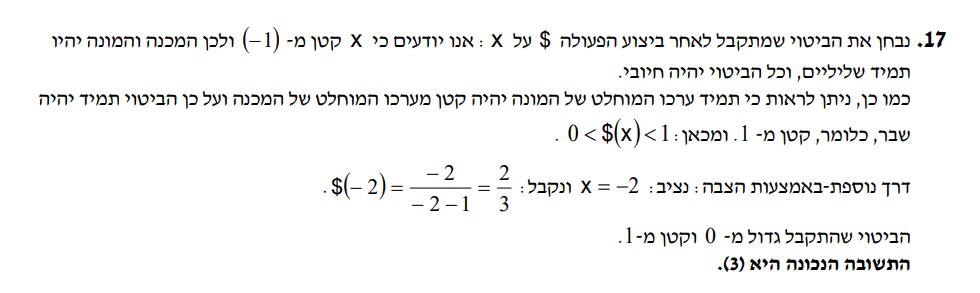 17. נבחן את הביטוי שמתקבל לאחר ביצוע הפעולה $ על x : אנו יודעים כי x קטן מ- (−1) ולכן המכנה והמונה יהיו
תמיד שליליים, וכל הביטוי יהיה חיובי.
כמו כן, ניתן לראות כי תמיד ערכו המוחלט של המונה יהיה קטן מערכו המוחלט של המכנה ועל כן הביטוי תמיד יהיה
שבר, כלומר, קטן מ- 1. ומכאן: 0 < $(x) < 1 .
דרך נוספת-באמצעות הצבה: נציב: x = −2 ונקבל: $(−2) = \frac{−2}{−2−1} = \frac{2}{3} .
הביטוי שהתקבל גדול מ- 0 וקטן מ-1.
התשובה הנכונה היא (3).